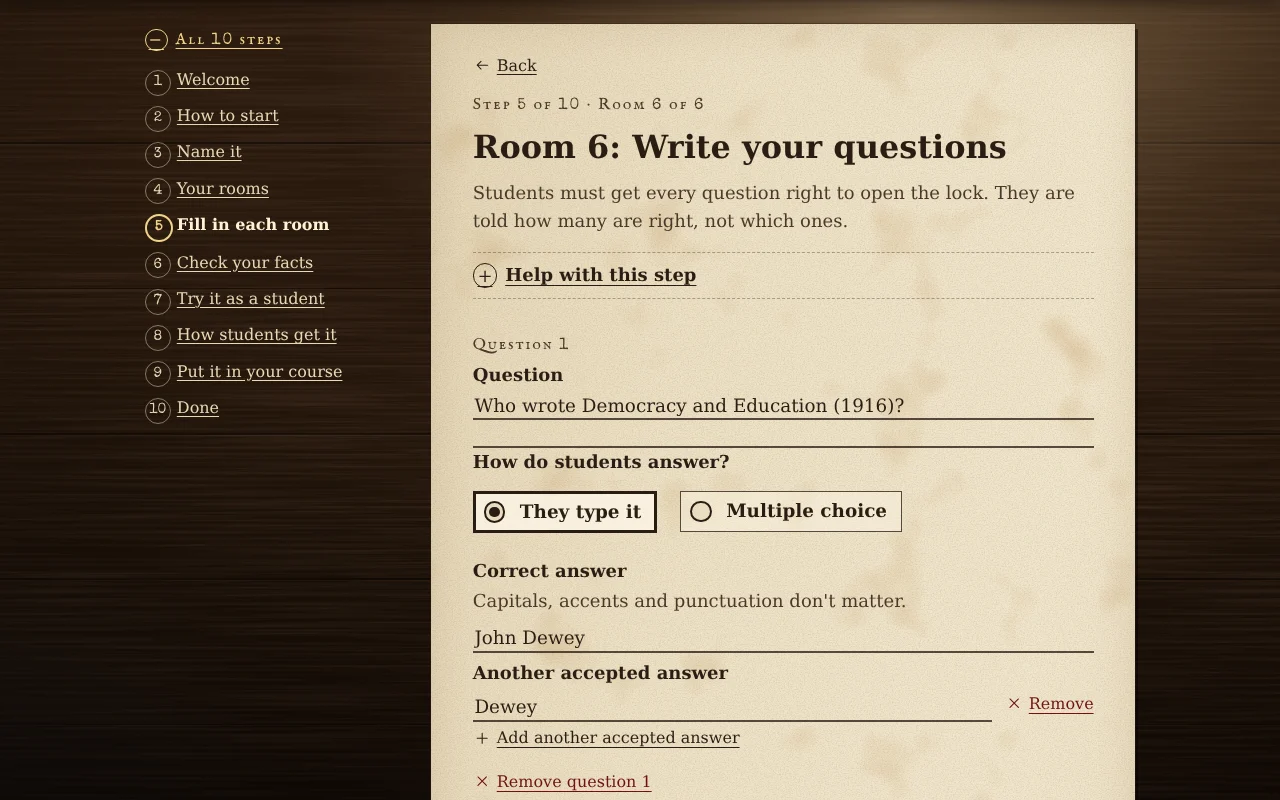 All 10 steps
1 Welcome
2 How to start
3 Name it
4 Your rooms
5 Fill in each room
6 Check your facts
7 Try it as a student
8 How students get it
9 Put it in your course
10 Done
← Back
Step 5 of 10 · Room 6 of 6
Room 6: Write your questions
Students must get every question right to open the lock. They are
told how many are right, not which ones.
+ Help with this step
Question 1
Question
Who wrote Democracy and Education (1916)?
How do students answer?
They type it
Multiple choice
Correct answer
Capitals, accents and punctuation don't matter.
John Dewey
Another accepted answer
Dewey
× Remove
+ Add another accepted answer
× Remove question 1